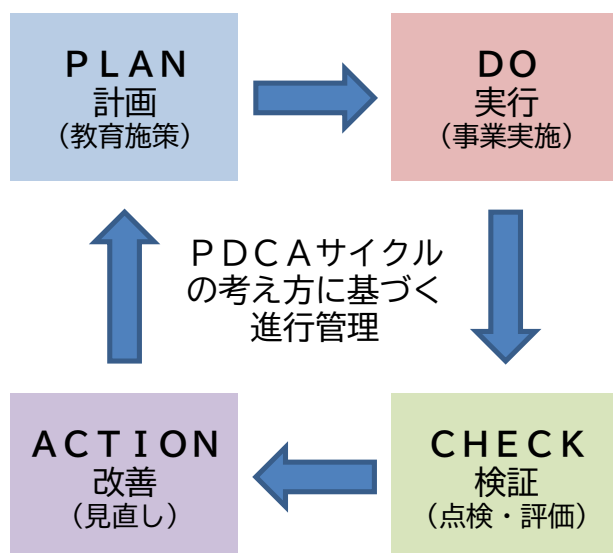 ＰＬＡＮ
計画
（教育施策）
ＤＯ
実行
（事業実施）
ＰＤＣＡサイクル
の考え方に基づく
進行管理
ＡＣＴＩＯＮ
改善
（見直し）
ＣＨＥＣＫ
検証
（点検・評価）